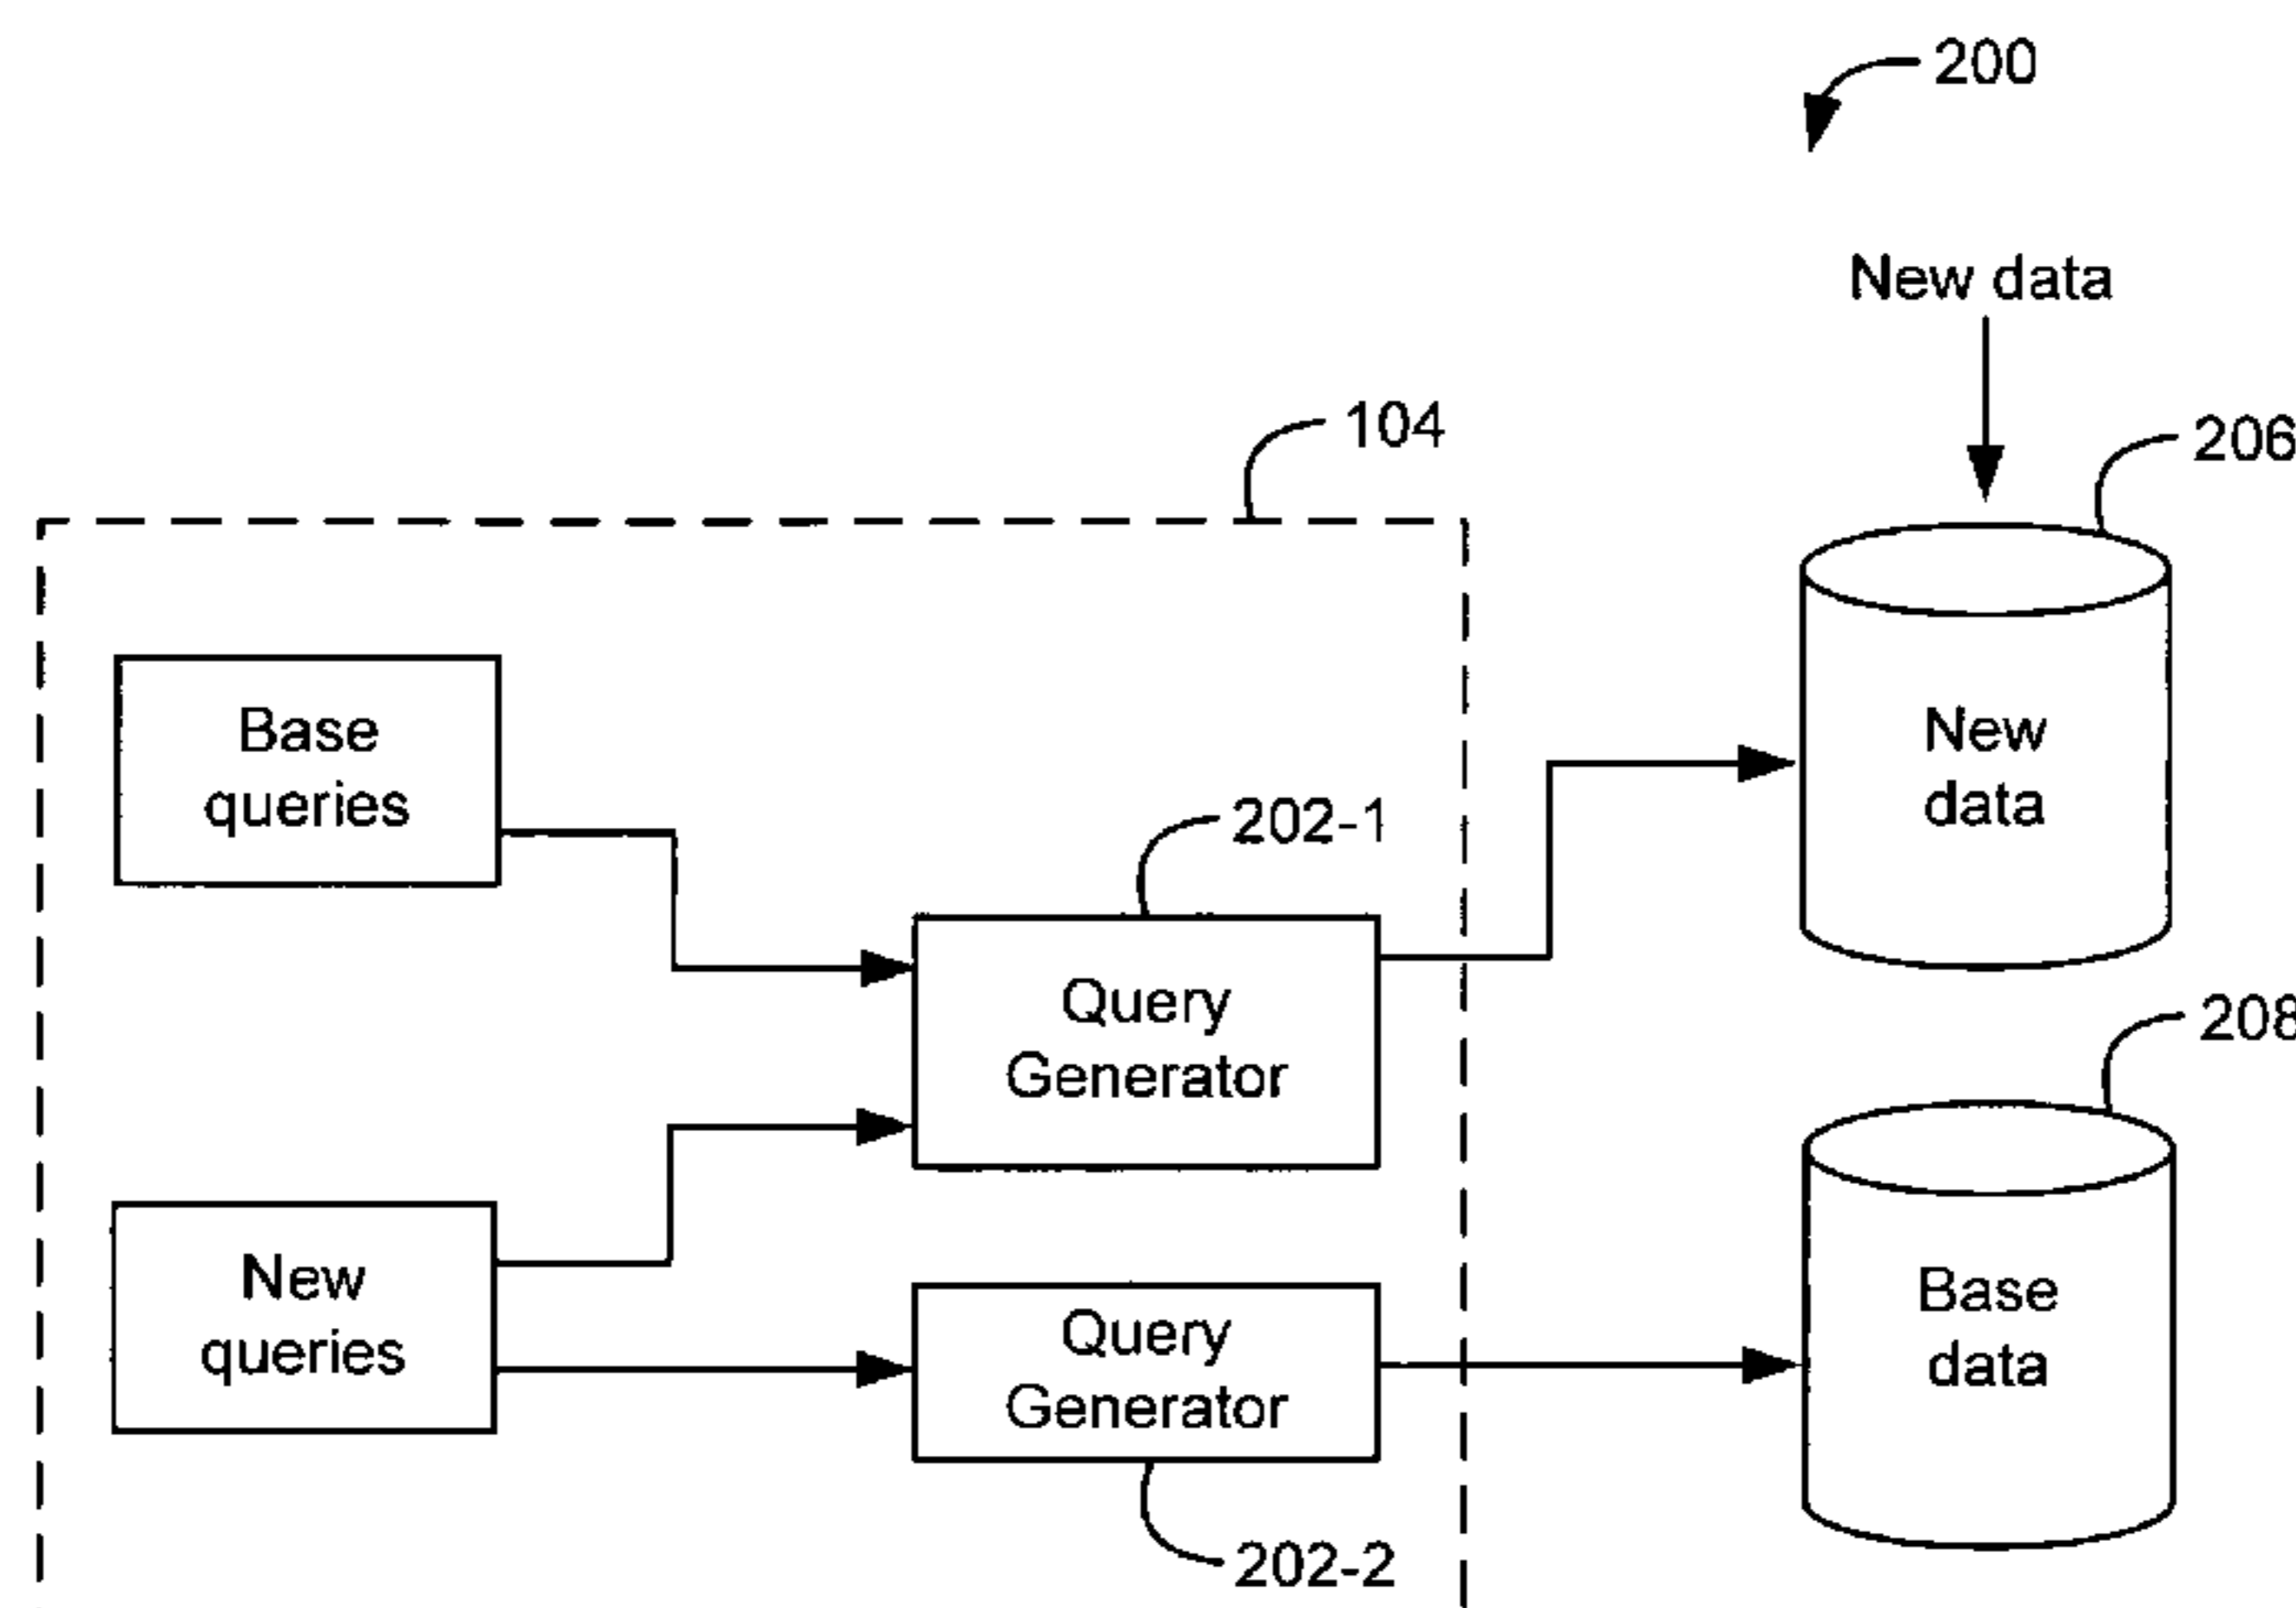 200
New data
104
206
Base
queries
New
data
202-1
Query
Generator
208
New
queries
Query
Generator
Base
data
202-2